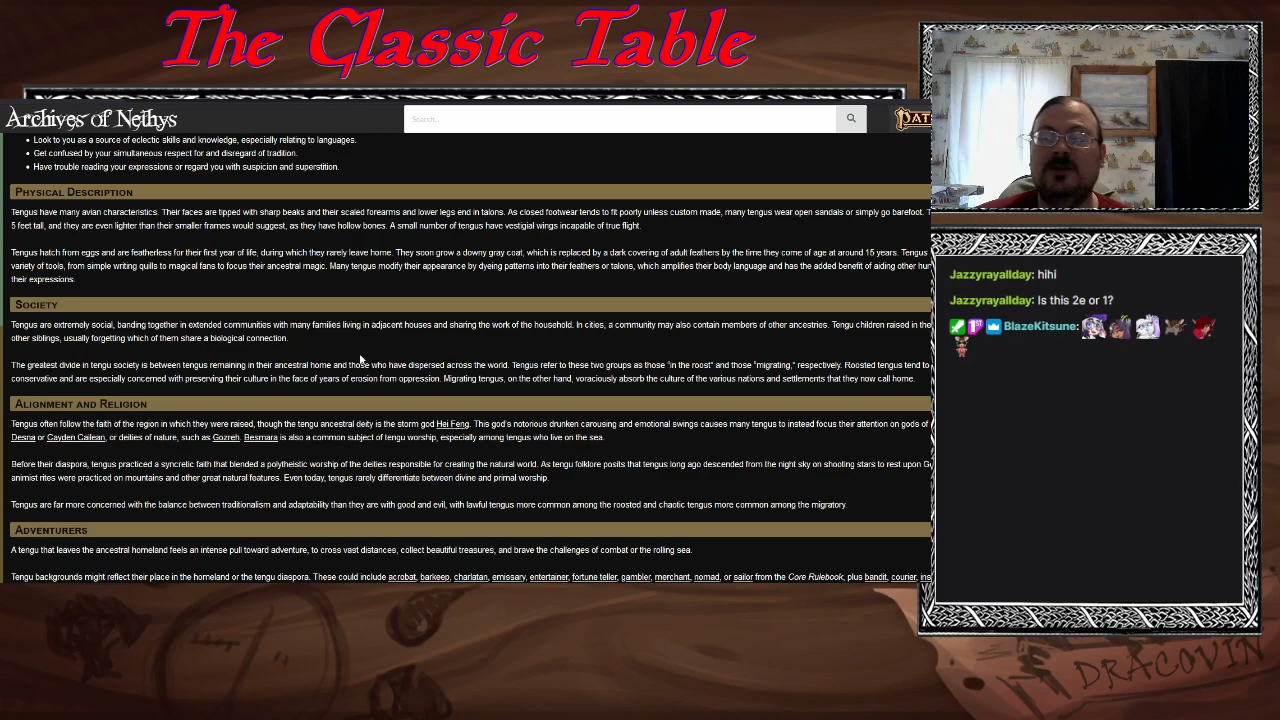 The Classic Table
Archives of Nethys
Search...
PAT
Look to you as a source of eclectic skills and knowledge, especially relating to languages.
Get confused by your simultaneous respect for and disregard of tradition.
Have trouble reading your expressions or regard you with suspicion and superstition.
PHYSICAL DESCRIPTION
Tengus have many avian characteristics. Their faces are tipped with sharp beaks and their scaled forearms and lower legs end in talons. As closed footwear tends to fit poorly unless custom made, many tengus wear open sandals or simply go barefoot. T
5 feet tall, and they are even lighter than their smaller frames would suggest, as they have hollow bones. A small number of tengus have vestigial wings incapable of true flight.
Tengus hatch from eggs and are featherless for their first year of life, during which they rarely leave home. They soon grow a downy gray coat, which is replaced by a dark covering of adult feathers by the time they come of age at around 15 years. Tengus
variety of tools, from simple writing quills to magical fans to focus their ancestral magic. Many tengus modify their appearance by dyeing patterns into their feathers or talons, which amplifies their body language and has the added benefit of aiding other hu
their expressions.
SOCIETY
Tengus are extremely social, banding together in extended communities with many families living in adjacent houses and sharing the work of the household. In cities, a community may also contain members of other ancestries. Tengu children raised in the
other siblings, usually forgetting which of them share a biological connection.
The greatest divide in tengu society is between tengus remaining in their ancestral home and those who have dispersed across the world. Tengus refer to these two groups as those "in the roost" and those "migrating," respectively. Roosted tengus tend to
conservative and are especially concerned with preserving their culture in the face of years of erosion from oppression. Migrating tengus, on the other hand, voraciously absorb the culture of the various nations and settlements that they now call home.
ALIGNMENT AND RELIGION
Tengus often follow the faith of the region in which they were raised, though the tengu ancestral deity is the storm god Hei Feng. This god's notorious drunken carousing and emotional swings causes many tengus to instead focus their attention on gods of
Desna or Cayden Cailean, or deities of nature, such as Gozreh. Besmara is also a common subject of tengu worship, especially among tengus who live on the sea.
Before their diaspora, tengus practiced a syncretic faith that blended a polytheistic worship of the deities responsible for creating the natural world. As tengu folklore posits that tengus long ago descended from the night sky on shooting stars to rest upon G
animist rites were practiced on mountains and other great natural features. Even today, tengus rarely differentiate between divine and primal worship.
Tengus are far more concerned with the balance between traditionalism and adaptability than they are with good and evil, with lawful tengus more common among the roosted and chaotic tengus more common among the migratory.
ADVENTURERS
A tengu that leaves the ancestral homeland feels an intense pull toward adventure, to cross vast distances, collect beautiful treasures, and brave the challenges of combat or the rolling sea.
Tengu backgrounds might reflect their place in the homeland or the tengu diaspora. These could include acrobat, barkeep, charlatan, emissary, entertainer, fortune teller, gambler, merchant, nomad, or sailor from the Core Rulebook, plus bandit, courier, ins
Jazzyrayallday: hihi
Jazzyrayallday: Is this 2e or 1?
1ST BlazeKitsune:
DRACOVIN